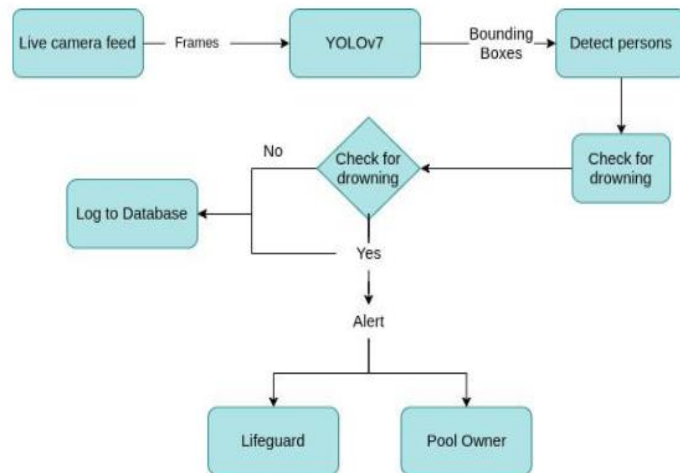 Live camera feed
Frames
YOLOv7
Bounding
Boxes
Detect persons
No
Check for
drowning
Check for
drowning
Log to Database
Yes
Alert
Lifeguard
Pool Owner